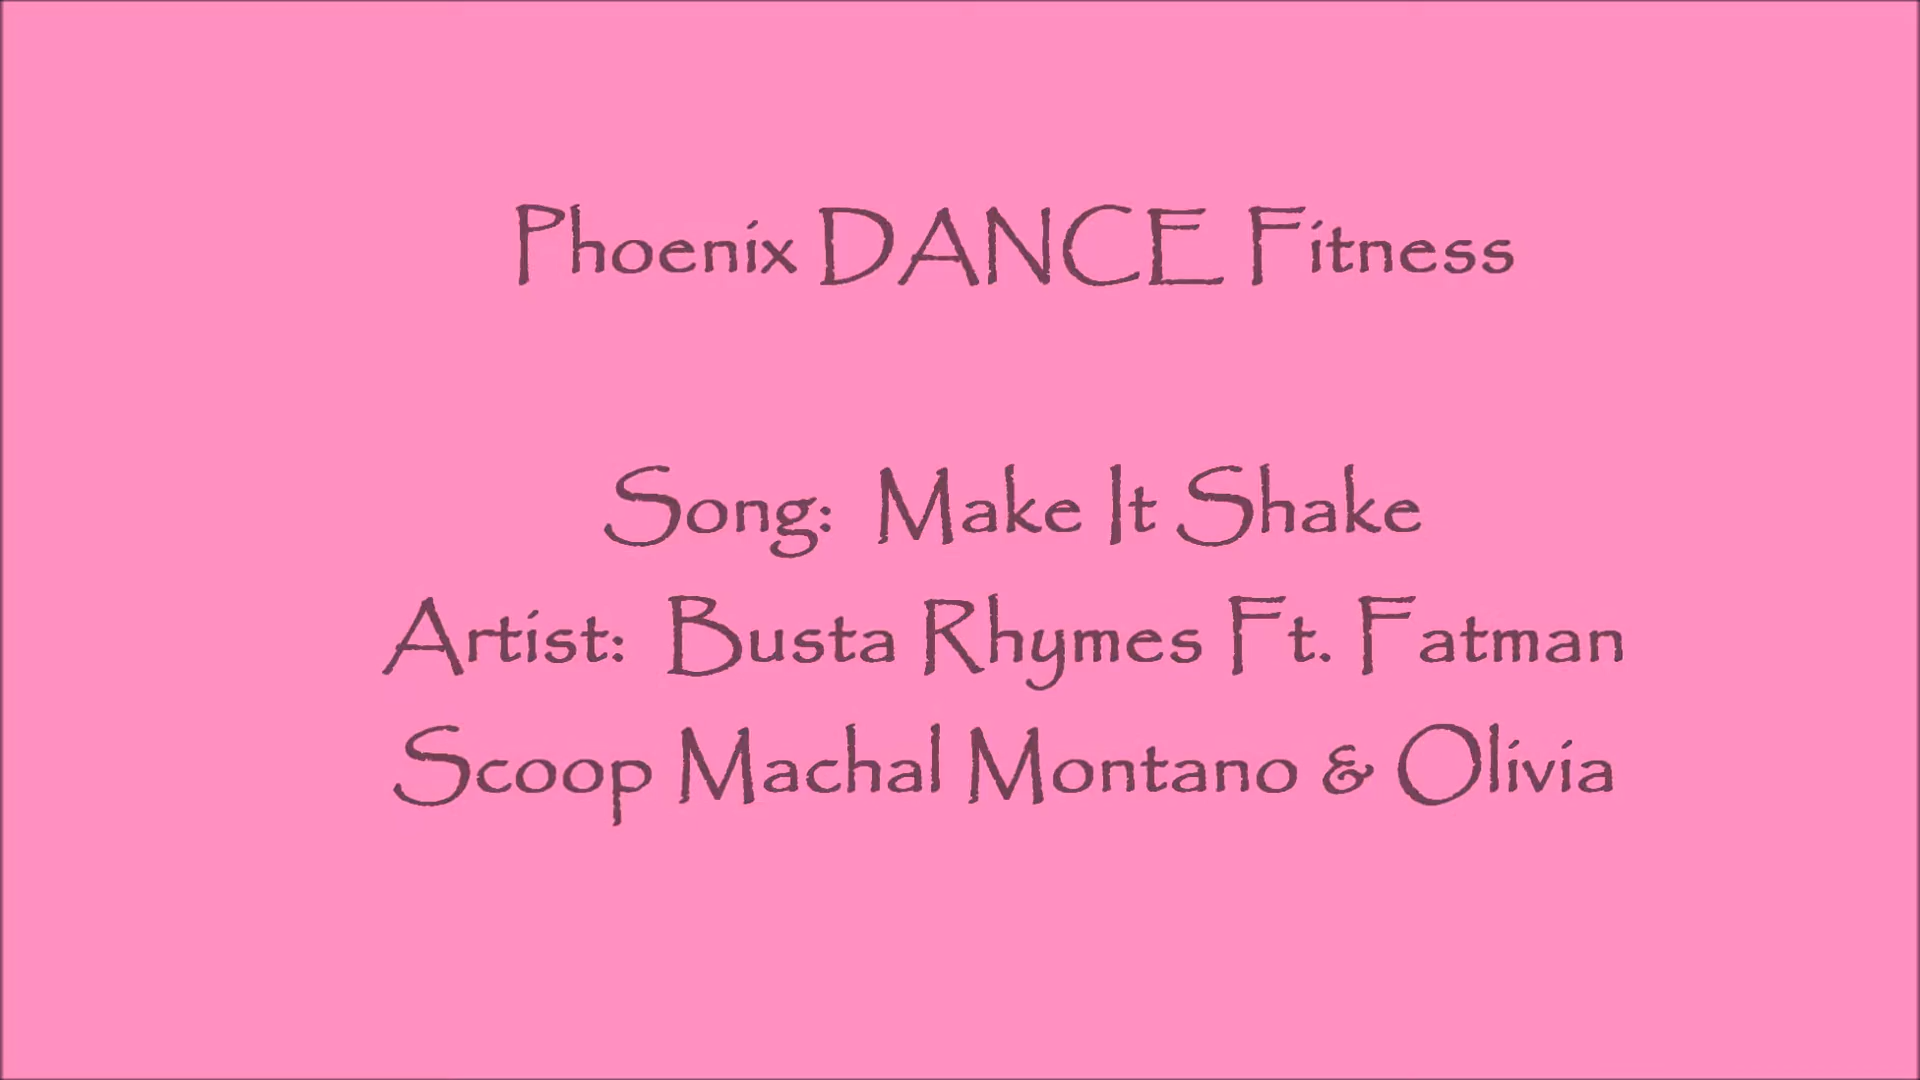 Phoenix DANCE Fitness
Song: Make It Shake
Artist: Busta Rhymes Ft. Fatman
Scoop Machal Montano & Olivia